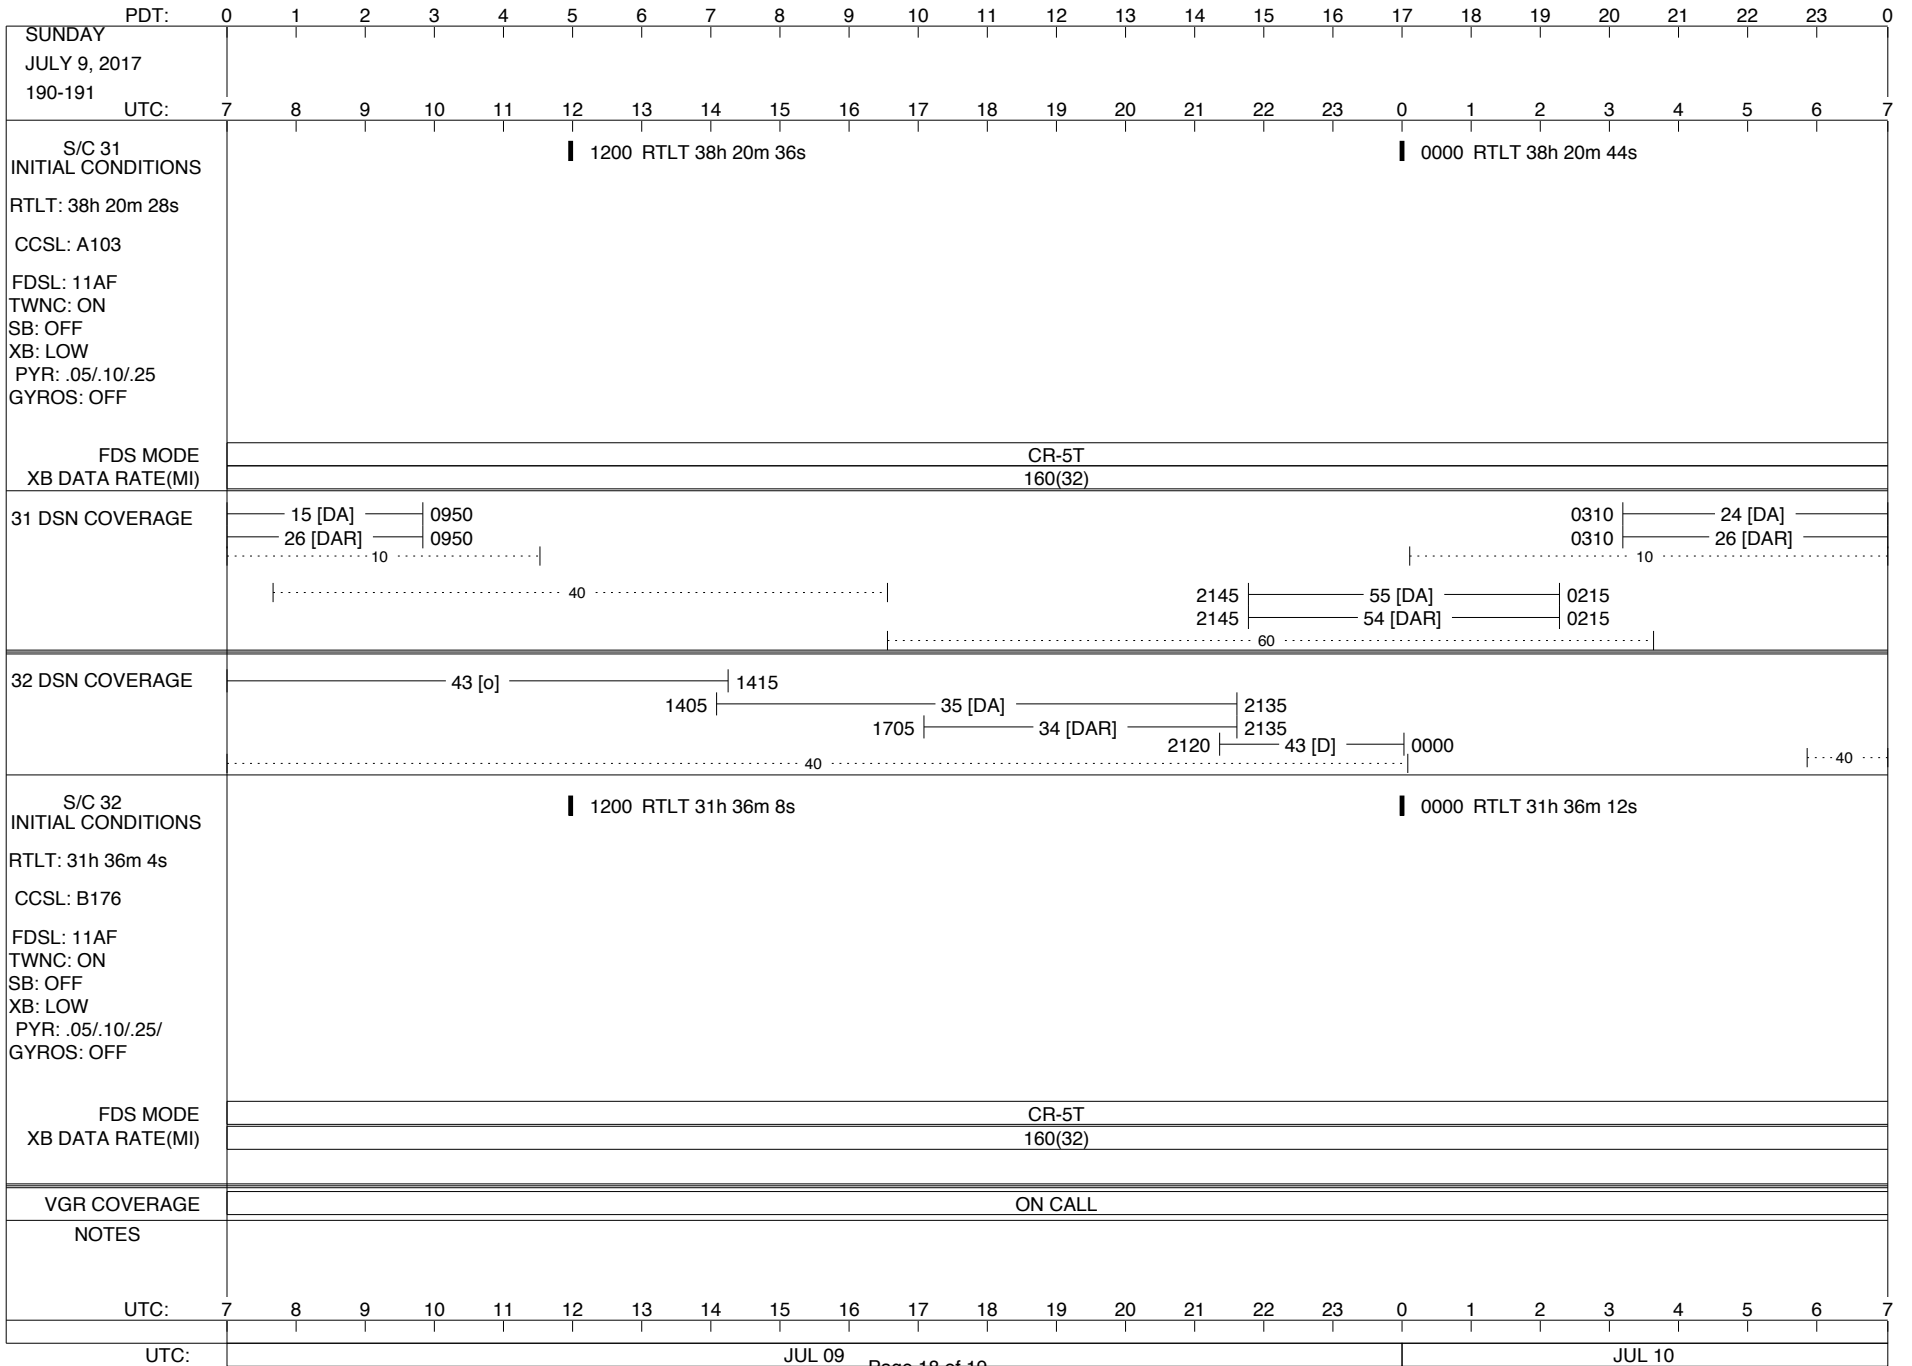 PDT: 0 1 2 3 4 5 6 7 8 9 10 11 12 13 14 15 16 17 18 19 20 21 22 23 0
SUNDAY
JULY 9, 2017
190-191
UTC: 7 8 9 10 11 12 13 14 15 16 17 18 19 20 21 22 23 0 1 2 3 4 5 6 7
S/C 31
INITIAL CONDITIONS
1200 RTLT 38h 20m 36s
0000 RTLT 38h 20m 44s
RTLT: 38h 20m 28s
CCSL: A103
FDSL: 11AF
TWNC: ON
SB: OFF
XB: LOW
PYR: .05/.10/.25
GYROS: OFF
FDS MODE CR-5T
XB DATA RATE(MI) 160(32)
31 DSN COVERAGE
15 [DA] 0950 0310 24 [DA]
26 [DAR] 0950 0310 26 [DAR]
10 10
40 2145 55 [DA] 0215
2145 54 [DAR] 0215
60
32 DSN COVERAGE
43 [o] 1415
1405 35 [DA] 2135
1705 34 [DAR] 2135
2120 43 [D] 0000
40 40
S/C 32
INITIAL CONDITIONS
1200 RTLT 31h 36m 8s
0000 RTLT 31h 36m 12s
RTLT: 31h 36m 4s
CCSL: B176
FDSL: 11AF
TWNC: ON
SB: OFF
XB: LOW
PYR: .05/.10/.25/
GYROS: OFF
FDS MODE CR-5T
XB DATA RATE(MI) 160(32)
VGR COVERAGE ON CALL
NOTES
UTC: 7 8 9 10 11 12 13 14 15 16 17 18 19 20 21 22 23 0 1 2 3 4 5 6 7
UTC: JUL 09 JUL 10
Page 18 of 19